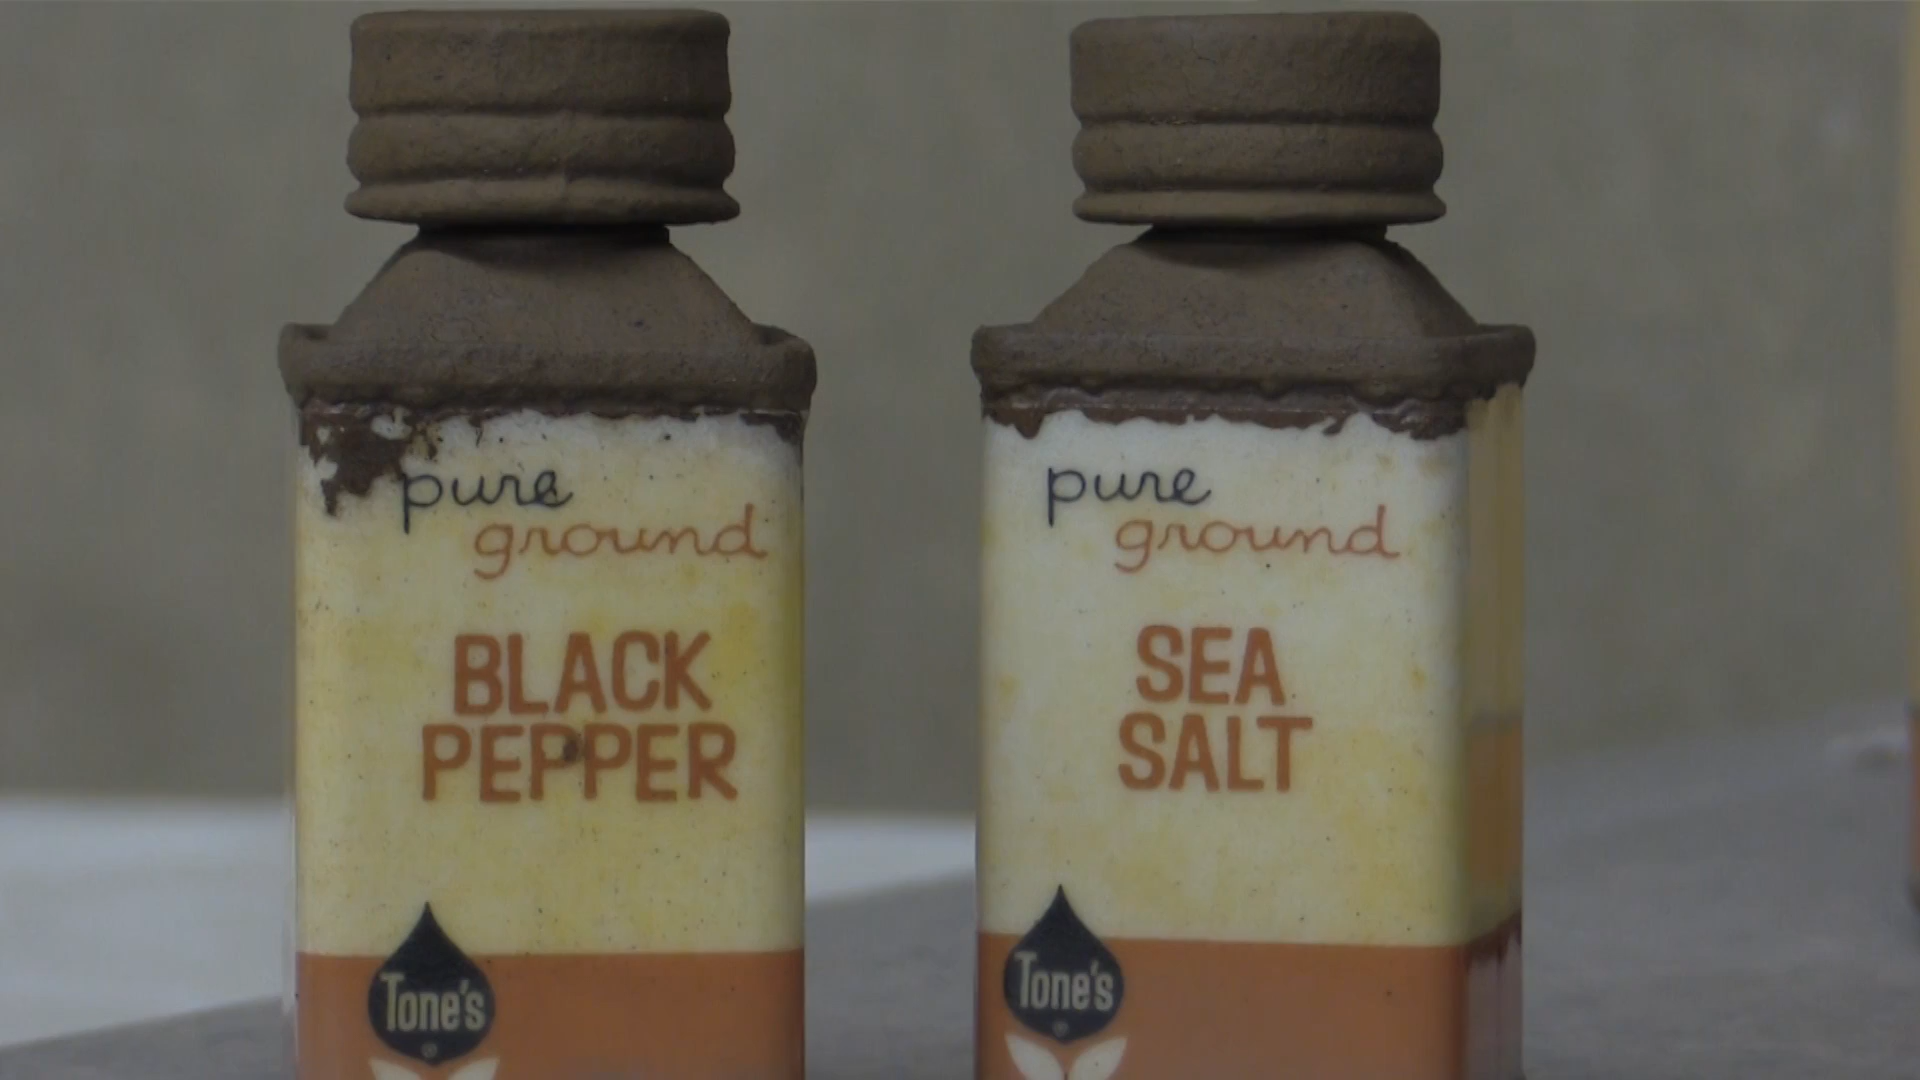 pure
ground
BLACK
PEPPER
Tone's
®
pure
ground
SEA
SALT
Tone's
®